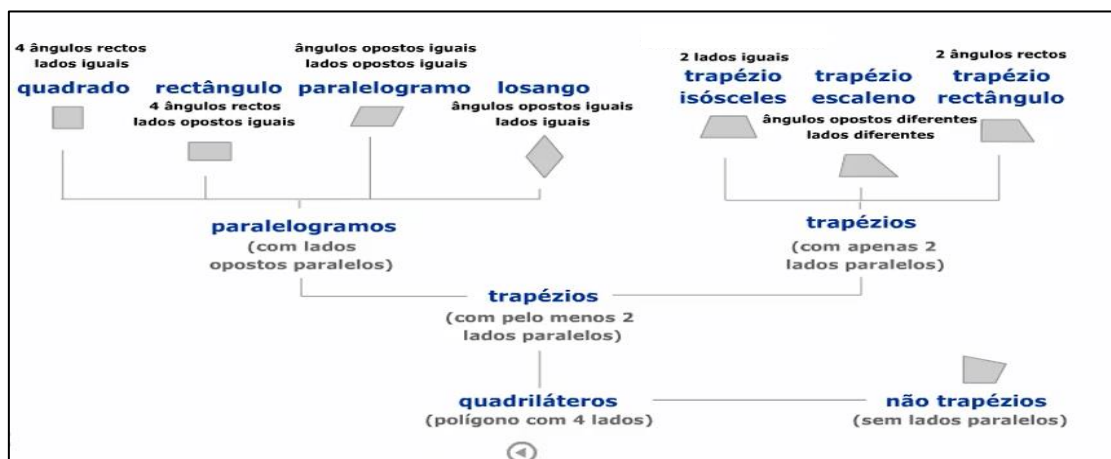 4 ângulos rectos
lados iguais
quadrado
rectângulo
4 ângulos rectos
lados opostos iguais
ângulos opostos iguais
lados opostos iguais
paralelogramo
losango
ângulos opostos iguais
lados iguais
2 lados iguais
trapézio
isósceles
trapézio
escaleno
ângulos opostos diferentes
lados diferentes
2 ângulos rectos
trapézio
rectângulo
paralelogramos
(com lados
opostos paralelos)
trapézios
(com apenas 2
lados paralelos)
trapézios
(com pelo menos 2
lados paralelos)
quadriláteros
(polígono com 4 lados)
não trapézios
(sem lados paralelos)